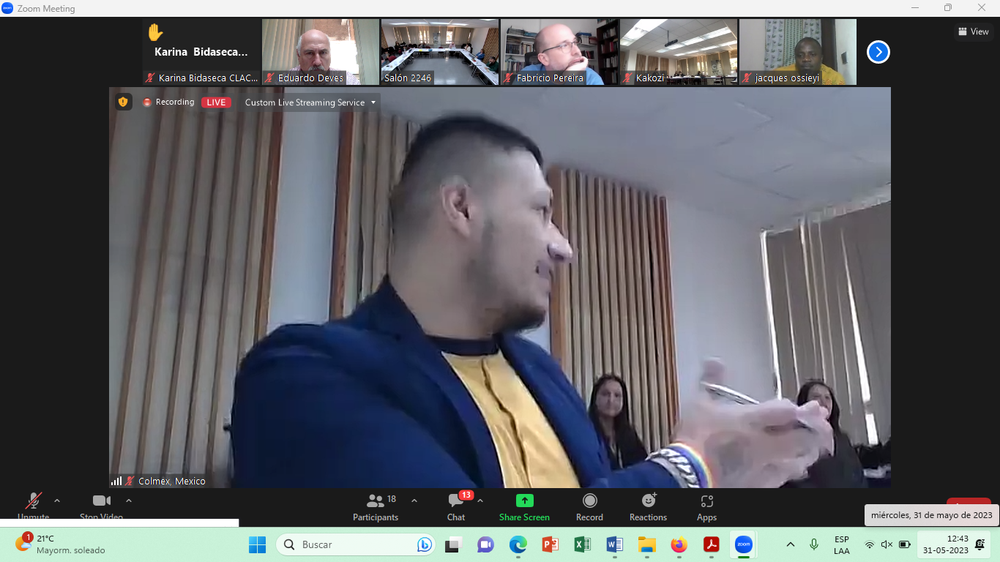 Zoom Meeting
Karina Bidaseca...
Karina Bidaseca CLAC...
Eduardo Deves
Salón 2246
Fabricio Pereira
Kakozi
jacques ossieyi
View
Recording
LIVE
Custom Live Streaming Service
Colmex, Mexico
Unmute
Stop Video
18
Participants
13
Chat
Share Screen
Record
Reactions
Apps
miércoles, 31 de mayo de 2023
1
21°C
Mayorm. soleado
Buscar
zoom
ESP
LAA
12:43
31-05-2023